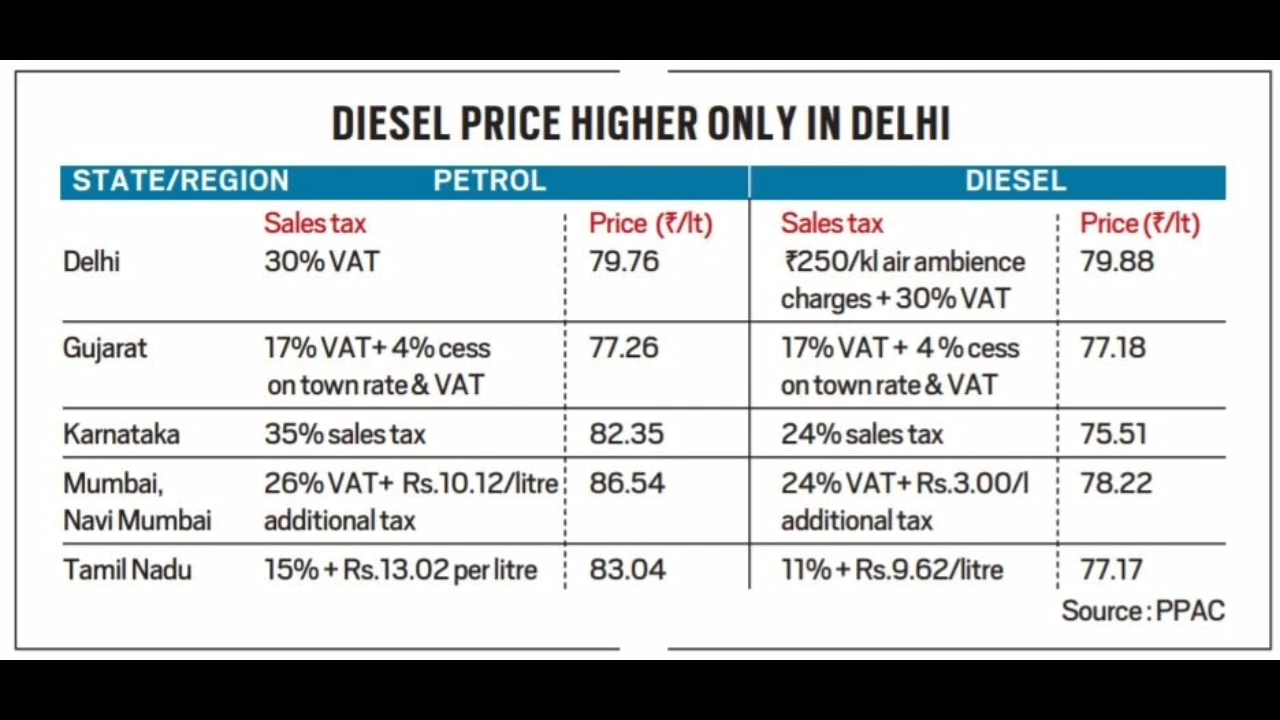 DIESEL PRICE HIGHER ONLY IN DELHI
STATE/REGION PETROL DIESEL
Sales tax Price (₹/lt) Sales tax Price (₹/lt)
Delhi 30% VAT 79.76 ₹250/kl air ambience 79.88
charges + 30% VAT
Gujarat 17% VAT+ 4% cess 77.26 17% VAT + 4 % cess 77.18
on town rate & VAT on town rate & VAT
Karnataka 35% sales tax 82.35 24% sales tax 75.51
Mumbai, 26% VAT+ Rs.10.12/litre 86.54 24% VAT+ Rs.3.00/l 78.22
Navi Mumbai additional tax additional tax
Tamil Nadu 15% + Rs.13.02 per litre 83.04 11% + Rs.9.62/litre 77.17
Source : PPAC